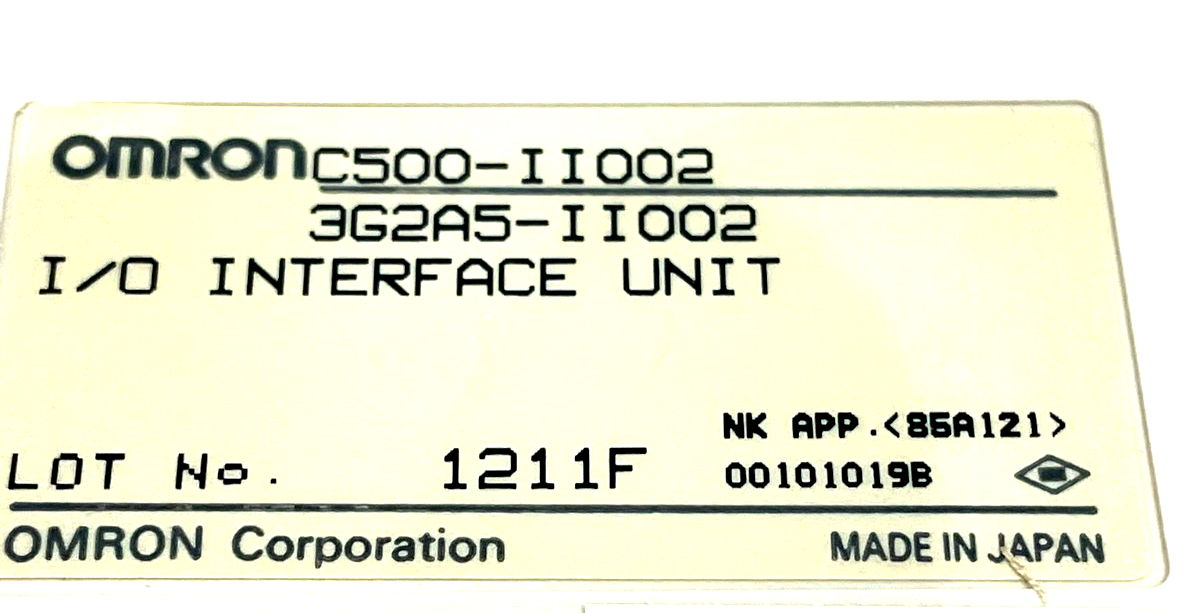 OMRON C500-II002
3G2A5-II002
I/O INTERFACE UNIT
NK APP.<85A121>
LOT No. 1211F 00101019B
OMRON Corporation MADE IN JAPAN